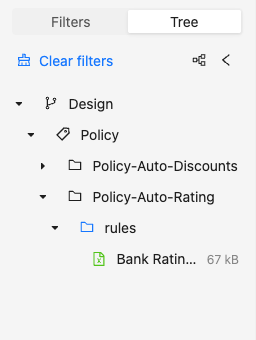 Filters Tree
Clear filters
Design
Policy
Policy-Auto-Discounts
Policy-Auto-Rating
rules
Bank Ratin... 67 kB